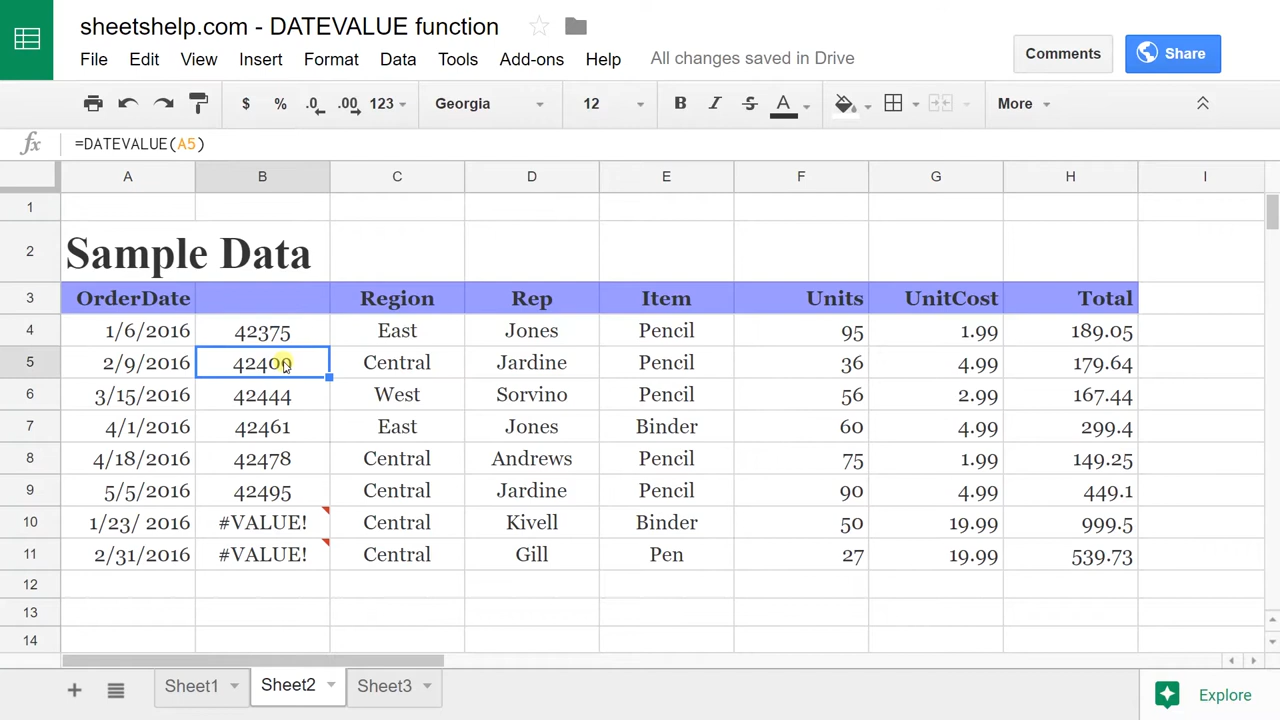 sheetshelp.com - DATEVALUE function
File Edit View Insert Format Data Tools Add-ons Help All changes saved in Drive
Comments Share
$ % .0 .00 123 Georgia 12 B I S A More
fx =DATEVALUE(A5)
A B C D E F G H I
1
2 Sample Data
3 OrderDate Region Rep Item Units UnitCost Total
4 1/6/2016 42375 East Jones Pencil 95 1.99 189.05
5 2/9/2016 42409 Central Jardine Pencil 36 4.99 179.64
6 3/15/2016 42444 West Sorvino Pencil 56 2.99 167.44
7 4/1/2016 42461 East Jones Binder 60 4.99 299.4
8 4/18/2016 42478 Central Andrews Pencil 75 1.99 149.25
9 5/5/2016 42495 Central Jardine Pencil 90 4.99 449.1
10 1/23/ 2016 #VALUE! Central Kivell Binder 50 19.99 999.5
11 2/31/2016 #VALUE! Central Gill Pen 27 19.99 539.73
12
13
14
+ Sheet1 Sheet2 Sheet3 Explore